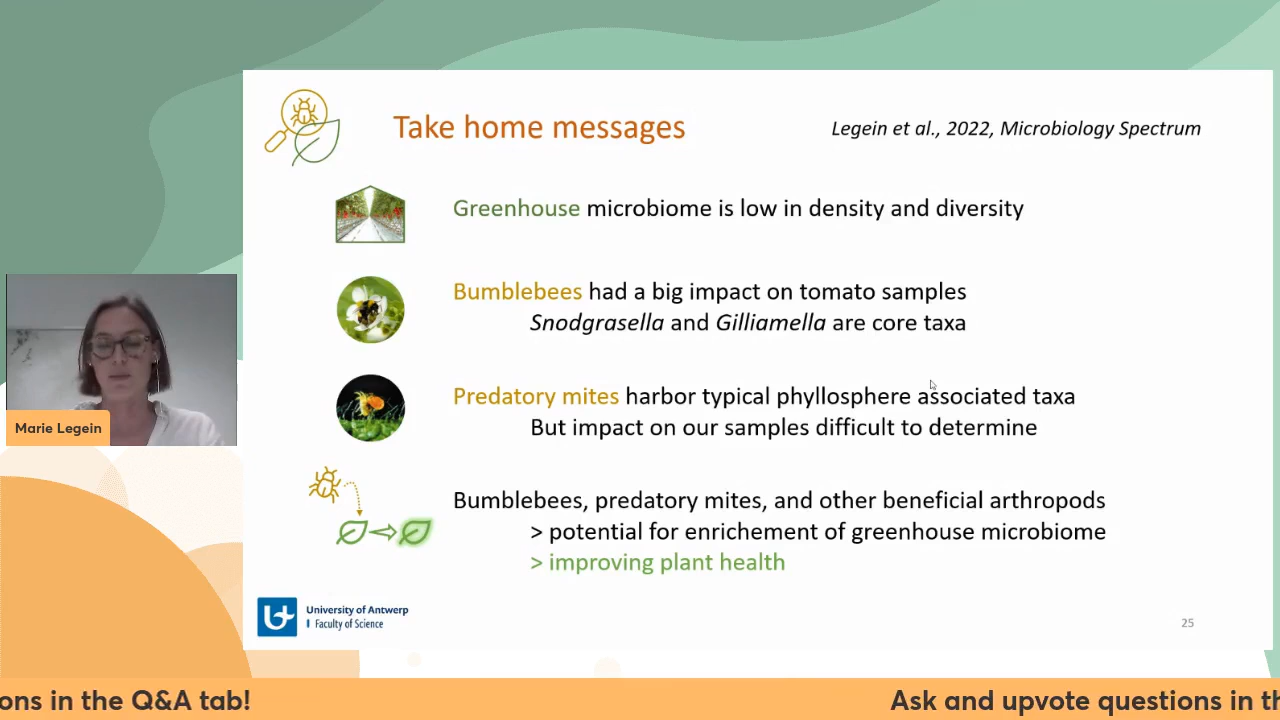 Take home messages
Legein et al., 2022, Microbiology Spectrum
Greenhouse microbiome is low in density and diversity
Bumblebees had a big impact on tomato samples
Snodgrasella and Gilliamella are core taxa
Predatory mites harbor typical phyllosphere associated taxa
But impact on our samples difficult to determine
Bumblebees, predatory mites, and other beneficial arthropods
> potential for enrichement of greenhouse microbiome
> improving plant health
University of Antwerp
Faculty of Science
25
Marie Legein
ons in the Q&A tab!
Ask and upvote questions in th